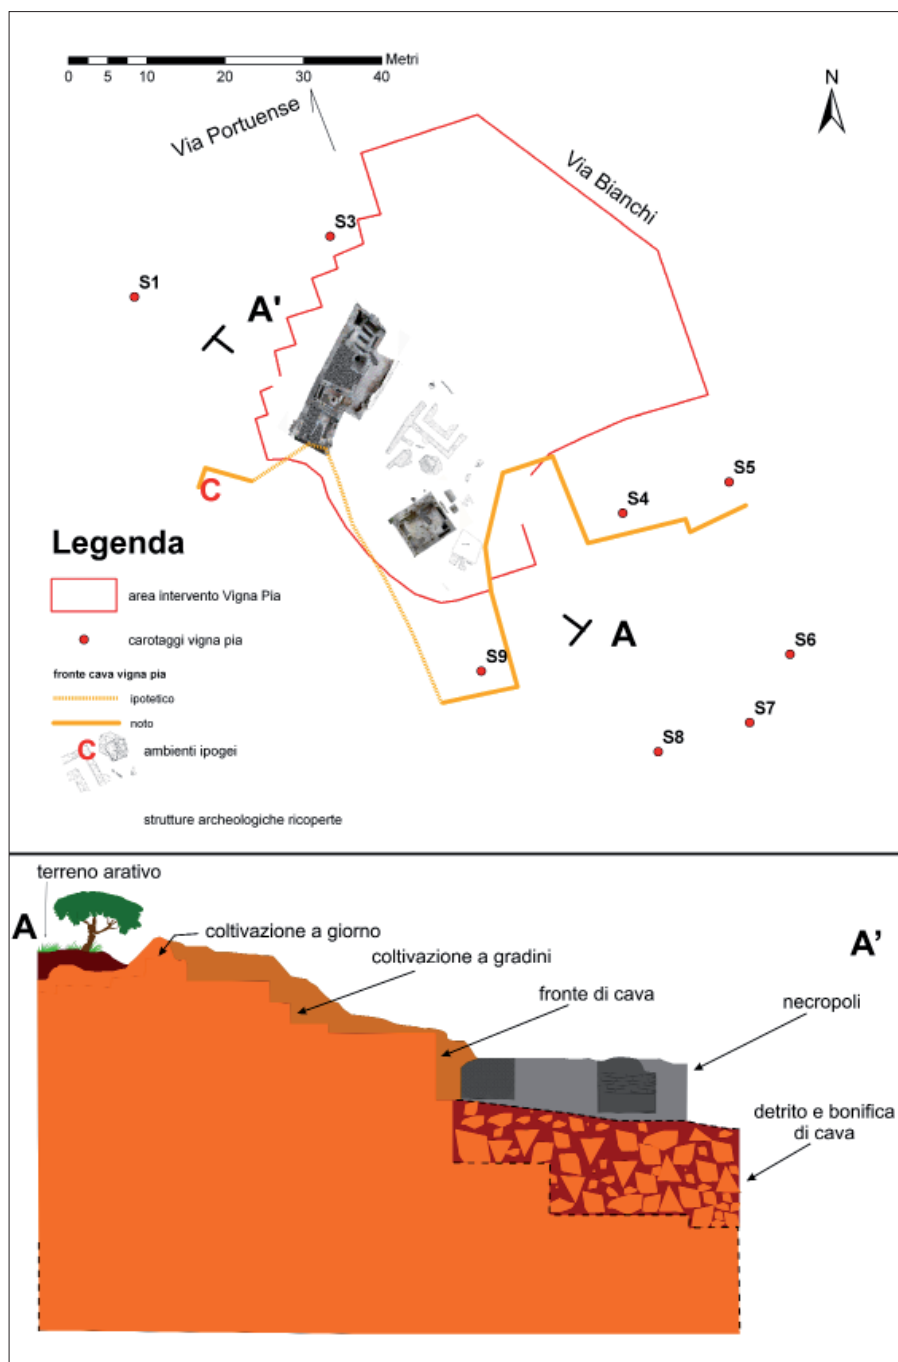 Metri
0 5 10 20 30 40
N
Via Portuense
Via Bianchi
S3
S1
A'
C
S5
S4
Legenda
area intervento Vigna Pia
carotaggi vigna pia
fronte cava vigna pia
ipotetico
noto
C
ambienti ipogei
strutture archeologiche ricoperte
A
S9
S6
S7
S8
terreno arativo
A
coltivazione a giorno
A’
coltivazione a gradini
fronte di cava
necropoli
detrito e bonifica
di cava